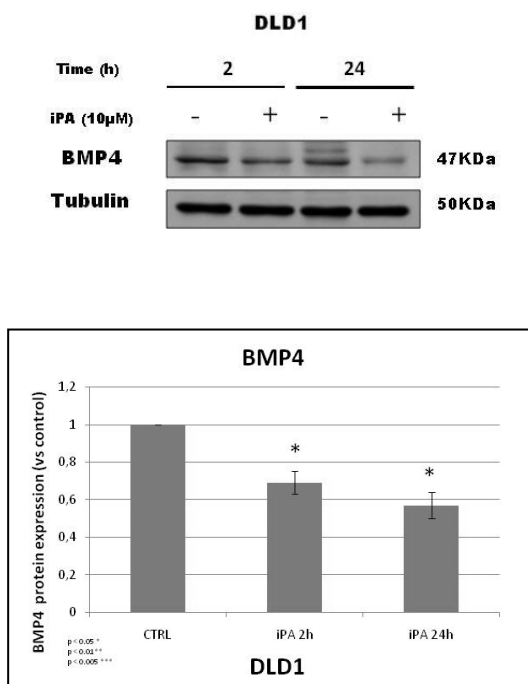 DLD1
Time (h) 2 24
iPA (10µM) - + - +
BMP4 47KDa
Tubulin 50KDa
BMP4
BMP4 protein expression (vs control)
1,2
1
0,8
0,6
0,4
0,2
0
* *
CTRL iPA 2h iPA 24h
p < 0.05 *
p < 0.01 **
p < 0.005 ***
DLD1